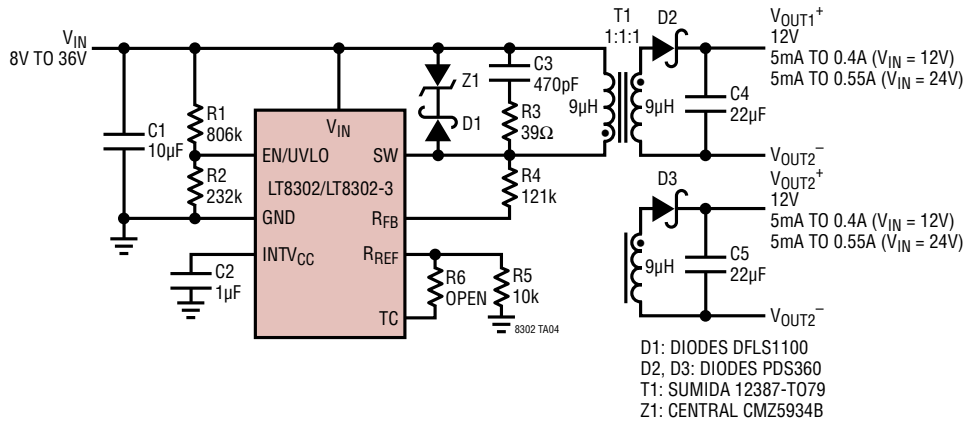 VIN
8V TO 36V
C1
10µF
R1
806k
R2
232k
VIN
EN/UVLO
SW
LT8302/LT8302-3
GND
RFB
INTVCC
RREF
TC
C2
1µF
Z1
D1
C3
470pF
R3
39Ω
R4
121k
R6
OPEN
R5
10k
8302 TA04
T1
1:1:1
9µH
9µH
D2
C4
22µF
VOUT1+
12V
5mA TO 0.4A (VIN = 12V)
5mA TO 0.55A (VIN = 24V)
VOUT2–
D3
9µH
C5
22µF
VOUT2+
12V
5mA TO 0.4A (VIN = 12V)
5mA TO 0.55A (VIN = 24V)
VOUT2–
D1: DIODES DFLS1100
D2, D3: DIODES PDS360
T1: SUMIDA 12387-TO79
Z1: CENTRAL CMZ5934B